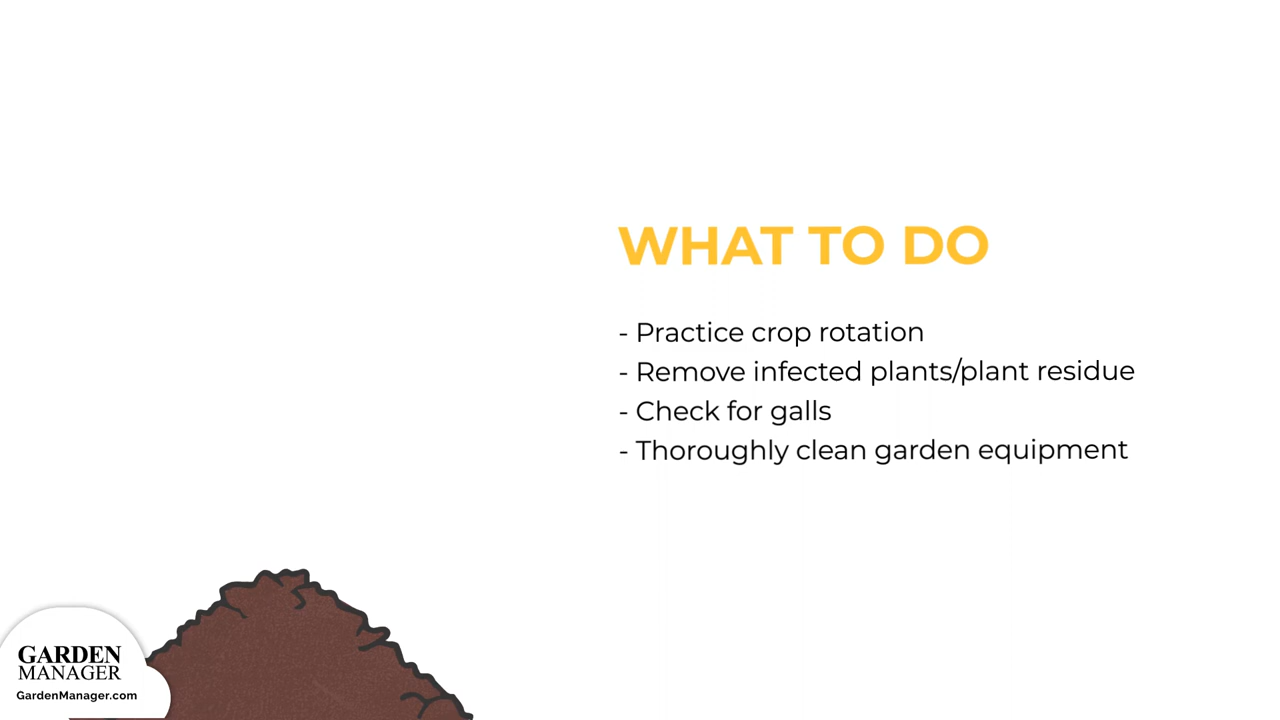 WHAT TO DO
- Practice crop rotation
- Remove infected plants/plant residue
- Check for galls
- Thoroughly clean garden equipment
GARDEN
MANAGER
GardenManager.com